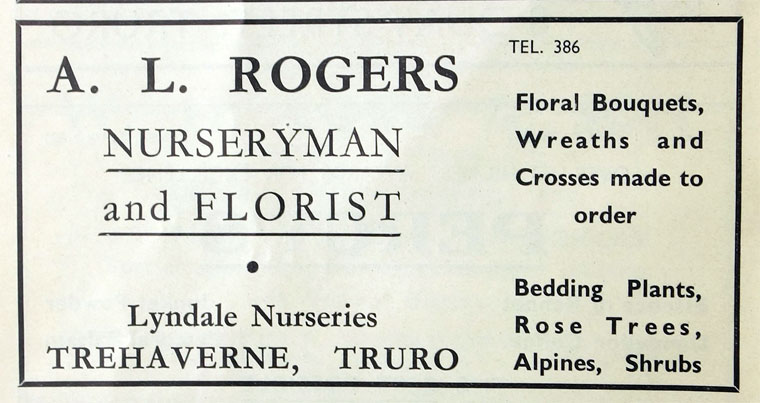 A. L. ROGERS
NURSERYMAN
and FLORIST
Lyndale Nurseries
TREHAVERNE, TRURO
TEL. 386
Floral Bouquets,
Wreaths and
Crosses made to
order
Bedding Plants,
Rose Trees,
Alpines, Shrubs